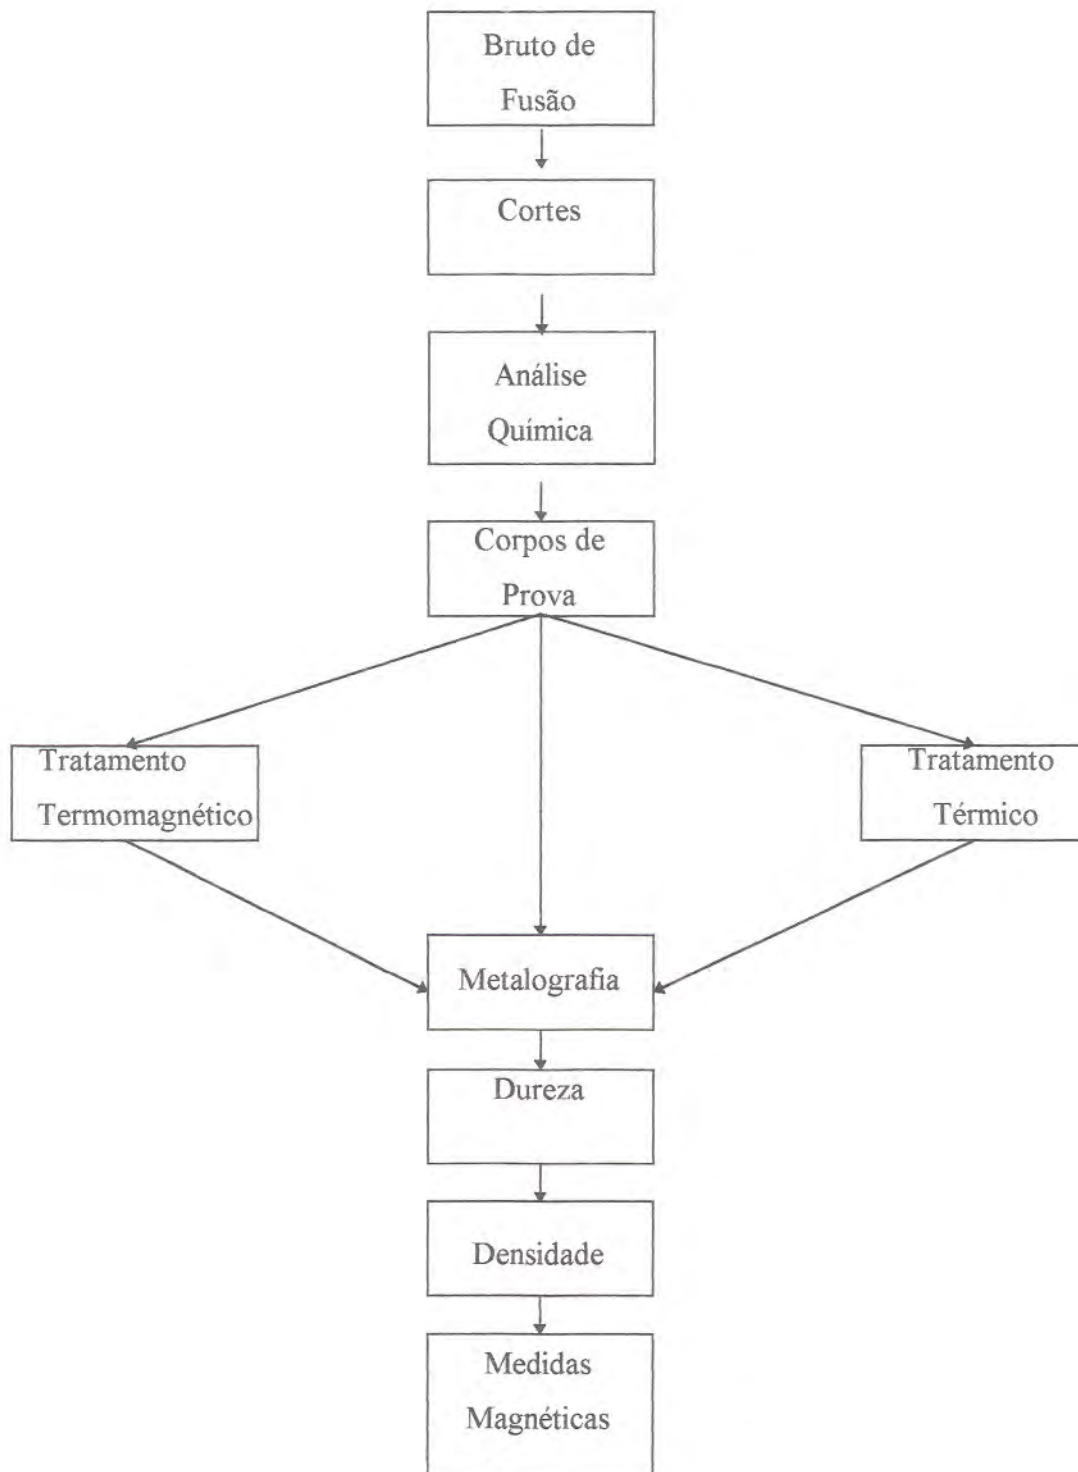 Bruto de
Fusão
Cortes
Análise
Química
Corpos de
Prova
Tratamento
Termomagnético
Tratamento
Térmico
Metalografia
Dureza
Densidade
Medidas
Magnéticas